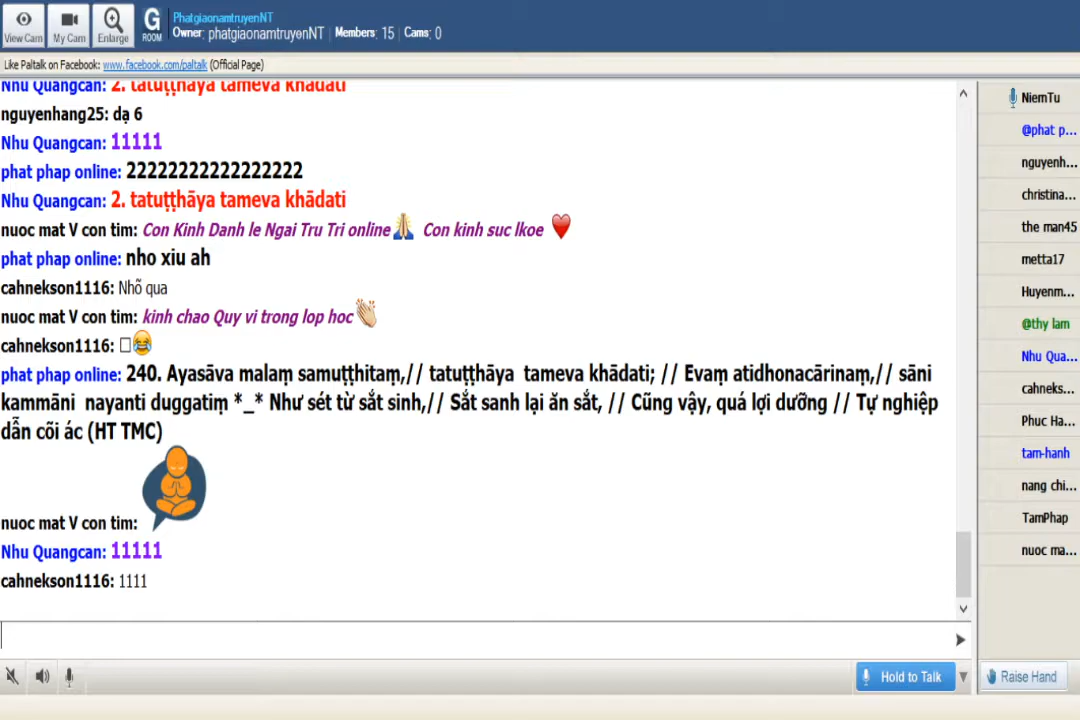 View Cam
My Cam
Enlarge
G
ROOM
PhatgiaonamtruyenNT
Owner: phatgiaonamtruyenNT | Members: 15 | Cams: 0
Like Paltalk on Facebook: www.facebook.com/paltalk (Official Page)
Nhu Quangcan: 2. tatuṭṭhāya tameva khādati
nguyenhang25: dạ 6
Nhu Quangcan: 11111
phat phap online: 22222222222222222
Nhu Quangcan: 2. tatuṭṭhāya tameva khādati
nuoc mat V con tim: Con Kinh Danh le Ngai Tru Tri online🙏 Con kinh suc lkoe ❤️
phat phap online: nho xiu ah
cahnekson1116: Nhõ qua
nuoc mat V con tim: kinh chao Quy vi trong lop hoc👏
cahnekson1116: □😂
phat phap online: 240. Ayasāva malaṃ samuṭṭhitaṃ,// tatuṭṭhāya tameva khādati; // Evaṃ atidhonacārinaṃ,// sāni
kammāni nayanti duggatiṃ *_* Như sét từ sắt sinh,// Sắt sanh lại ăn sắt, // Cũng vậy, quá lợi dưỡng // Tự nghiệp
dẫn cõi ác (HT TMC)
nuoc mat V con tim:
Nhu Quangcan: 11111
cahnekson1116: 1111
NiemTu
@phat p...
nguyenh...
christina...
the man45
metta17
Huyenm...
@thy lam
Nhu Qua...
cahneks...
Phuc Ha...
tam-hanh
nang chi...
TamPhap
nuoc ma...
Hold to Talk
Raise Hand